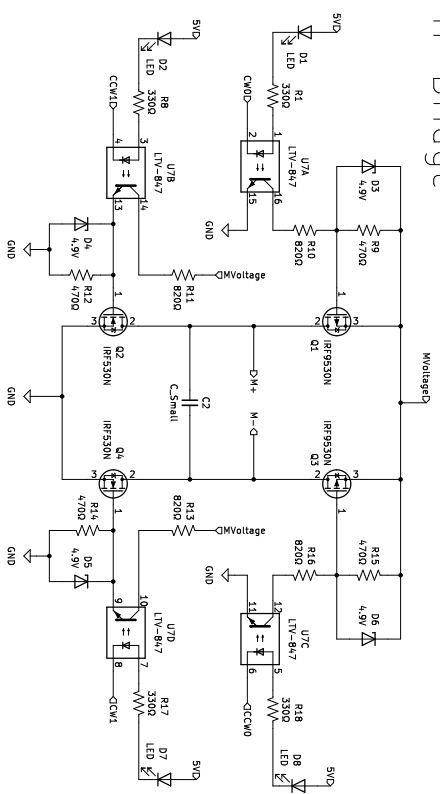 H Bridge
MVoltage
5V
D1
LED
R1
330Ω
CW0
1
2
U7A
LTV-847
16
15
GND
R10
820Ω
R9
470Ω
D3
4.9V
1
2
3
Q1
IRF9530N
IRF9530N
Q3
2
3
1
R15
470Ω
D6
4.9V
R16
820Ω
GND
12
11
U7C
LTV-847
5
6
CCW0
R18
330Ω
D8
LED
5V
M+
M-
C2
C_Small
5V
D2
LED
R8
330Ω
CCW1
3
4
U7B
LTV-847
14
13
MVoltage
R11
820Ω
D4
4.9V
R12
470Ω
GND
1
3
2
Q2
IRF530N
GND
IRF530N
Q4
3
2
1
R14
470Ω
D5
4.9V
GND
R13
820Ω
MVoltage
10
9
U7D
LTV-847
7
8
CW1
R17
330Ω
D7
LED
5V